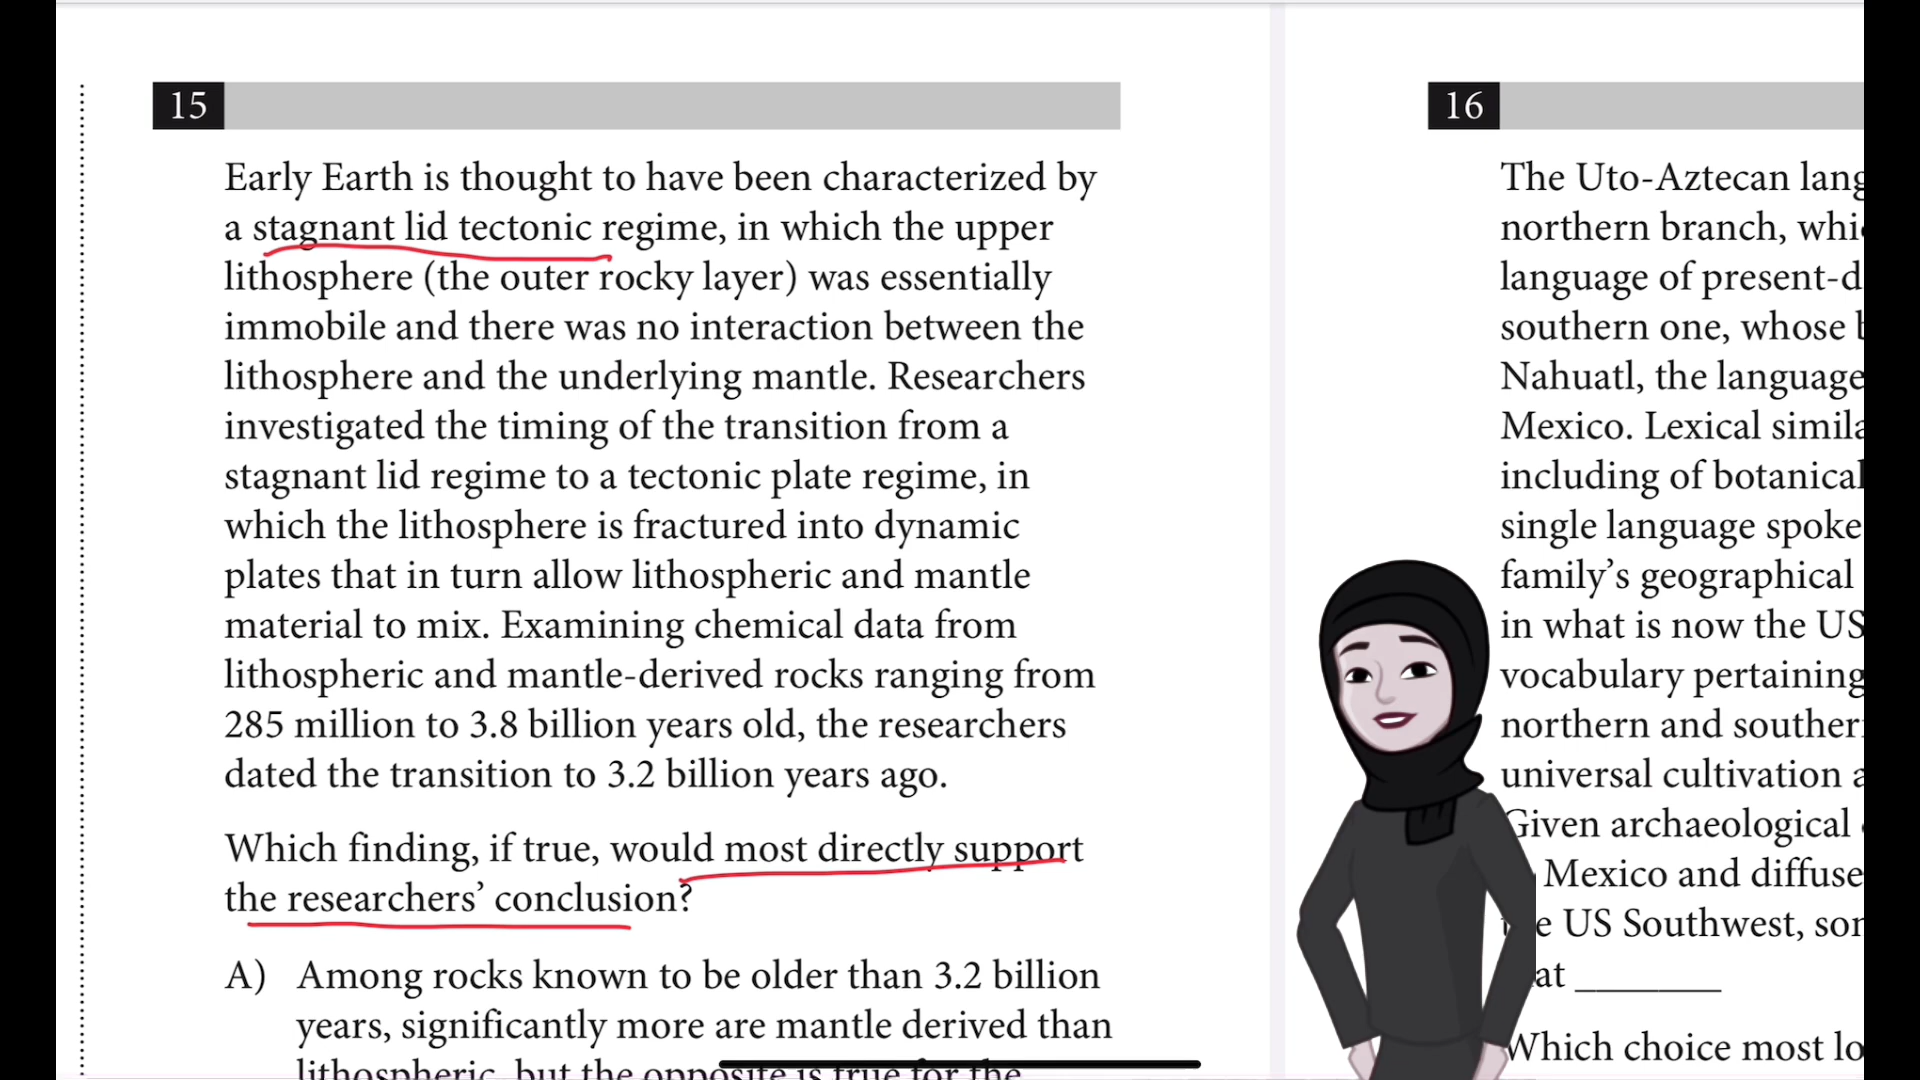 15
Early Earth is thought to have been characterized by
a stagnant lid tectonic regime, in which the upper
lithosphere (the outer rocky layer) was essentially
immobile and there was no interaction between the
lithosphere and the underlying mantle. Researchers
investigated the timing of the transition from a
stagnant lid regime to a tectonic plate regime, in
which the lithosphere is fractured into dynamic
plates that in turn allow lithospheric and mantle
material to mix. Examining chemical data from
lithospheric and mantle-derived rocks ranging from
285 million to 3.8 billion years old, the researchers
dated the transition to 3.2 billion years ago.
Which finding, if true, would most directly support
the researchers’ conclusion?
A) Among rocks known to be older than 3.2 billion
years, significantly more are mantle derived than
lithospheric, but the opposite is true for the
16
The Uto-Aztecan lang
northern branch, whi
language of present-d
southern one, whose
Nahuatl, the language
Mexico. Lexical simila
including of botanical
single language spoke
family’s geographical
in what is now the US
vocabulary pertaining
northern and souther
universal cultivation a
Given archaeological
Mexico and diffuse
US Southwest, so
at ______
Which choice most lo